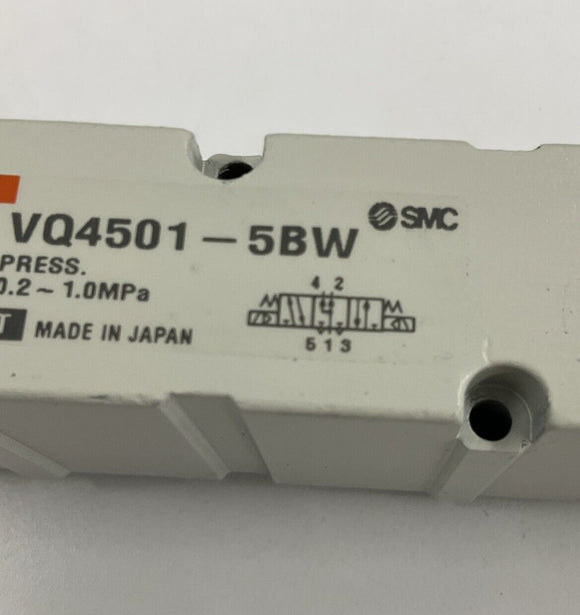 VQ4501-5BW
SMC
PRESS.
0.2~1.0MPa
MADE IN JAPAN
4 2
5 1 3